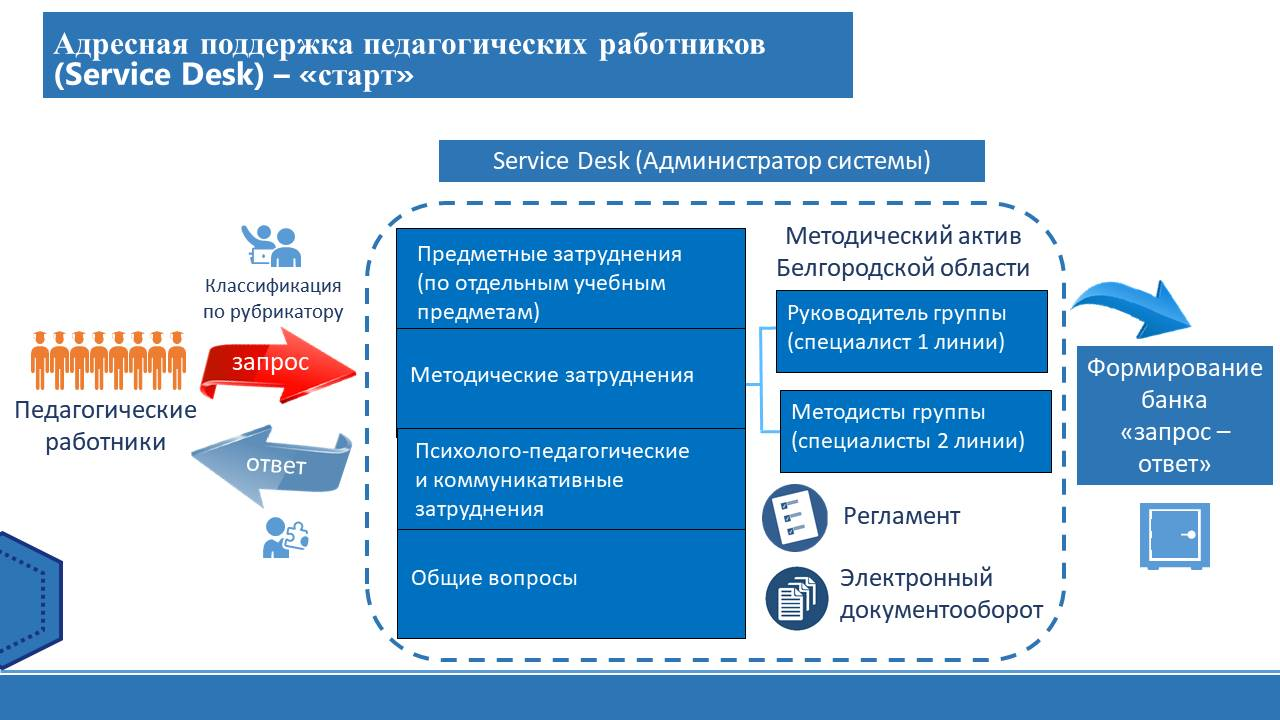 Адресная поддержка педагогических работников
(Service Desk) – «старт»
Service Desk (Администратор системы)
Классификация
по рубрикатору
запрос
Педагогические
работники
ответ
Предметные затруднения
(по отдельным учебным
предметам)
Методические затруднения
Психолого-педагогические
и коммуникативные
затруднения
Общие вопросы
Методический актив
Белгородской области
Руководитель группы
(специалист 1 линии)
Методисты группы
(специалисты 2 линии)
Регламент
Электронный
документооборот
Формирование
банка
«запрос –
ответ»